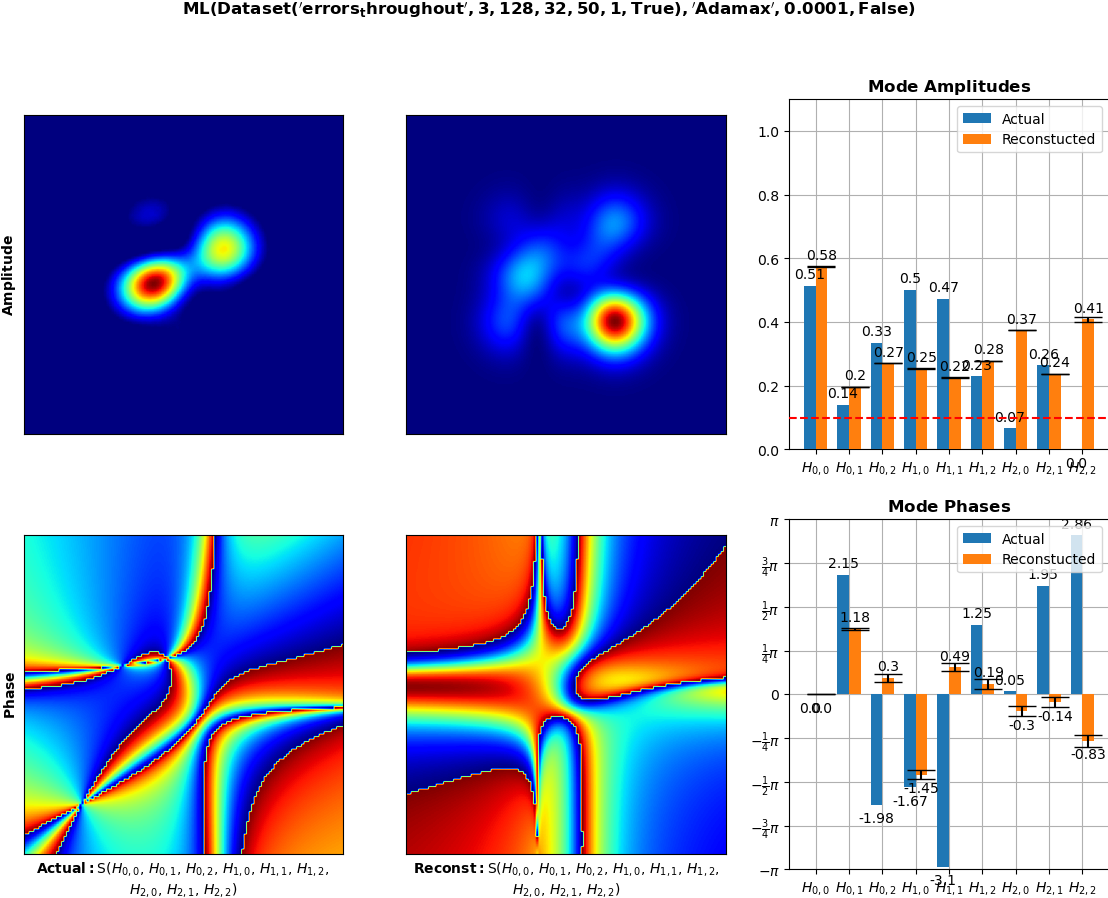 ML(Dataset('errors_throughout', 3, 128, 32, 50, 1, True), 'Adamax', 0.0001, False)
Amplitude
Mode Amplitudes
Actual
Reconstucted
1.0
0.8
0.6
0.4
0.2
0.0
0.51
0.58
0.14
0.2
0.33
0.27
0.5
0.25
0.47
0.22
0.23
0.28
0.07
0.37
0.26
0.24
0.0
0.41
H0,0 H0,1 H0,2 H1,0 H1,1 H1,2 H2,0 H2,1 H2,2
Phase
Actual: S(H0,0, H0,1, H0,2, H1,0, H1,1, H1,2,
H2,0, H2,1, H2,2)
Reconst: S(H0,0, H0,1, H0,2, H1,0, H1,1, H1,2,
H2,0, H2,1, H2,2)
Mode Phases
Actual
Reconstucted
π
3/4π
1/2π
1/4π
0
−1/4π
−1/2π
−3/4π
−π
0.0
0.0
2.15
1.18
-1.98
0.3
-1.67
-1.45
-3.1
0.49
1.25
0.19
0.05
-0.3
1.95
-0.14
2.86
-0.83
H0,0 H0,1 H0,2 H1,0 H1,1 H1,2 H2,0 H2,1 H2,2